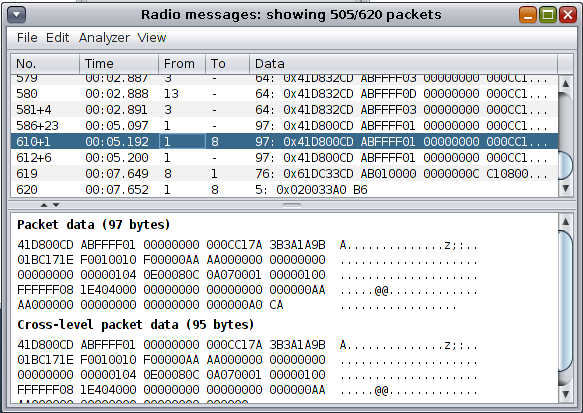 Radio messages: showing 505/620 packets
File Edit Analyzer View
No. Time From To Data
579 00:02.887 3 - 64: 0x41D832CD ABFFFF03 00000000 000CC1...
580 00:02.888 13 - 64: 0x41D832CD ABFFFF0D 00000000 000CC1...
581+4 00:02.891 3 - 64: 0x41D832CD ABFFFF03 00000000 000CC1...
586+23 00:05.097 1 - 97: 0x41D800CD ABFFFF01 00000000 000CC1...
610+1 00:05.192 1 8 97: 0x41D800CD ABFFFF01 00000000 000CC1...
612+6 00:05.200 1 - 97: 0x41D800CD ABFFFF01 00000000 000CC1...
619 00:07.649 8 1 76: 0x61DC33CD AB010000 0000000C C10800...
620 00:07.652 1 8 5: 0x020033A0 B6
Packet data (97 bytes)
41D800CD ABFFFF01 00000000 000CC17A 3B3A1A9B A..............z;:..
01BC171E F0010010 F00000AA AA000000 00000000 ....................
00000000 00000104 0E00080C 0A070001 00000100 ....................
FFFFFF08 1E404000 00000000 00000000 000000AA .....@@.............
AA000000 00000000 00000000 000000A0 CA .................
Cross-level packet data (95 bytes)
41D800CD ABFFFF01 00000000 000CC17A 3B3A1A9B A..............z;:..
01BC171E F0010010 F00000AA AA000000 00000000 ....................
00000000 00000104 0E00080C 0A070001 00000100 ....................
FFFFFF08 1E404000 00000000 00000000 000000AA .....@@.............
AA000000 00000000 00000000 000000